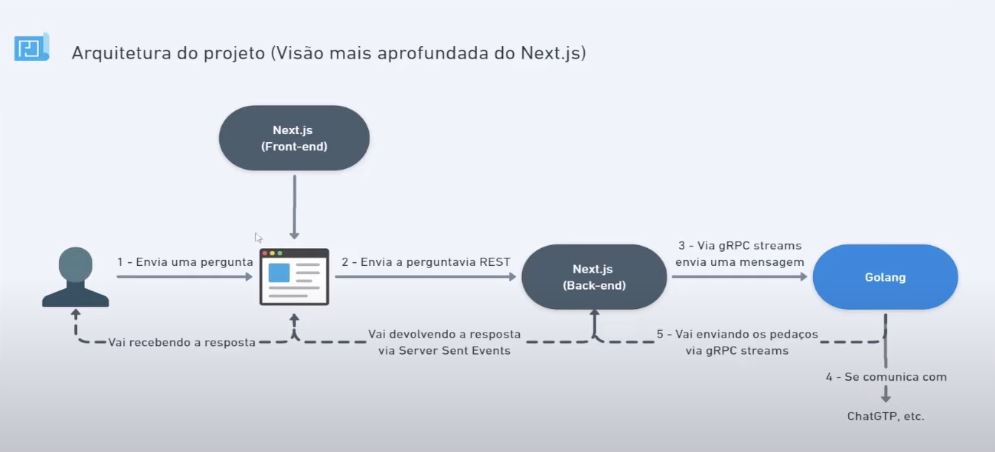 Arquitetura do projeto (Visão mais aprofundada do Next.js)
Next.js
(Front-end)
1 - Envia uma pergunta
2 - Envia a perguntavia REST
Next.js
(Back-end)
3 - Via gRPC streams
envia uma mensagem
Golang
Vai recebendo a resposta
Vai devolvendo a resposta
via Server Sent Events
5 - Vai enviando os pedaços
via gRPC streams
4 - Se comunica com
ChatGTP, etc.